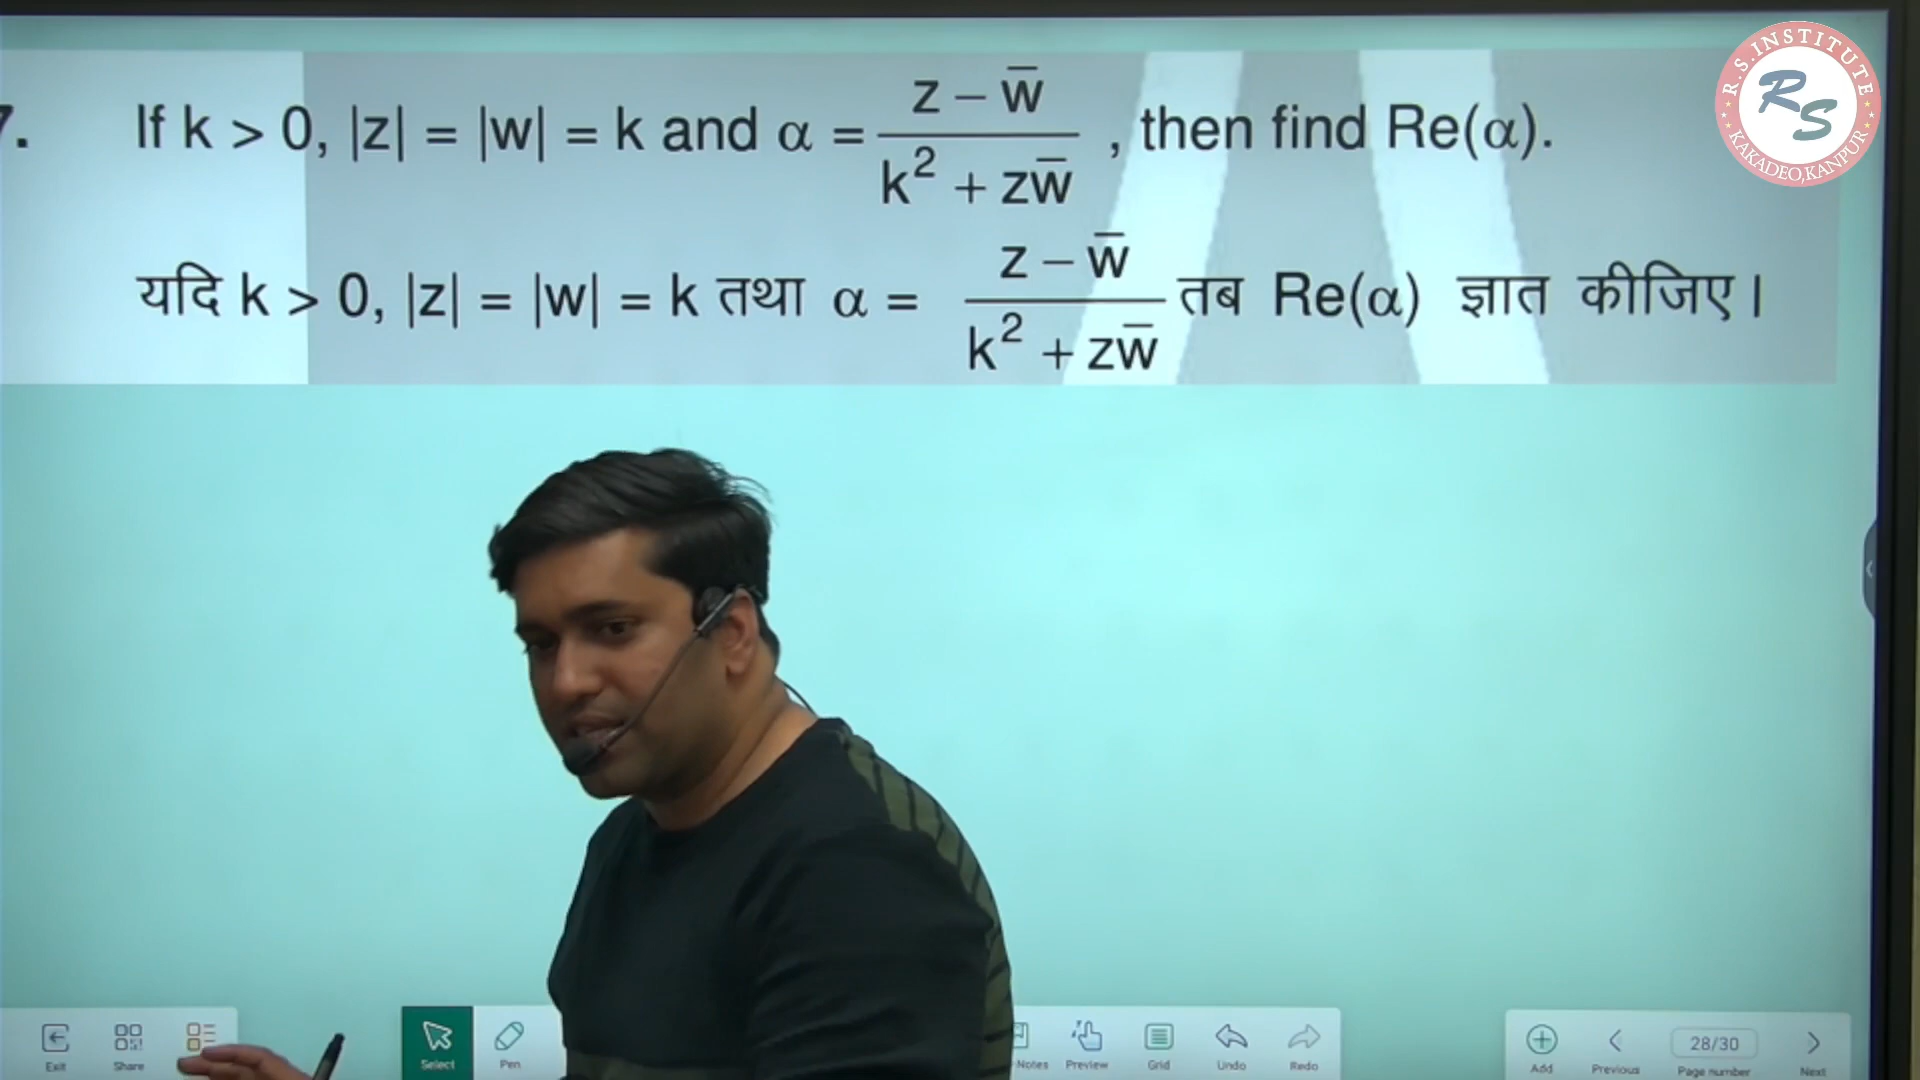 7. If k > 0, |z| = |w| = k and α = (z – w̅)/(k² + zw̅), then find Re(α).
यदि k > 0, |z| = |w| = k तथा α = (z – w̅)/(k² + zw̅) तब Re(α) ज्ञात कीजिए।
R.S.INSTITUTE
RS
KAKADEO,KANPUR
Exit
Share
Select
Pen
Notes
Preview
Grid
Undo
Redo
Add
Previous
28/30
Page number
Next